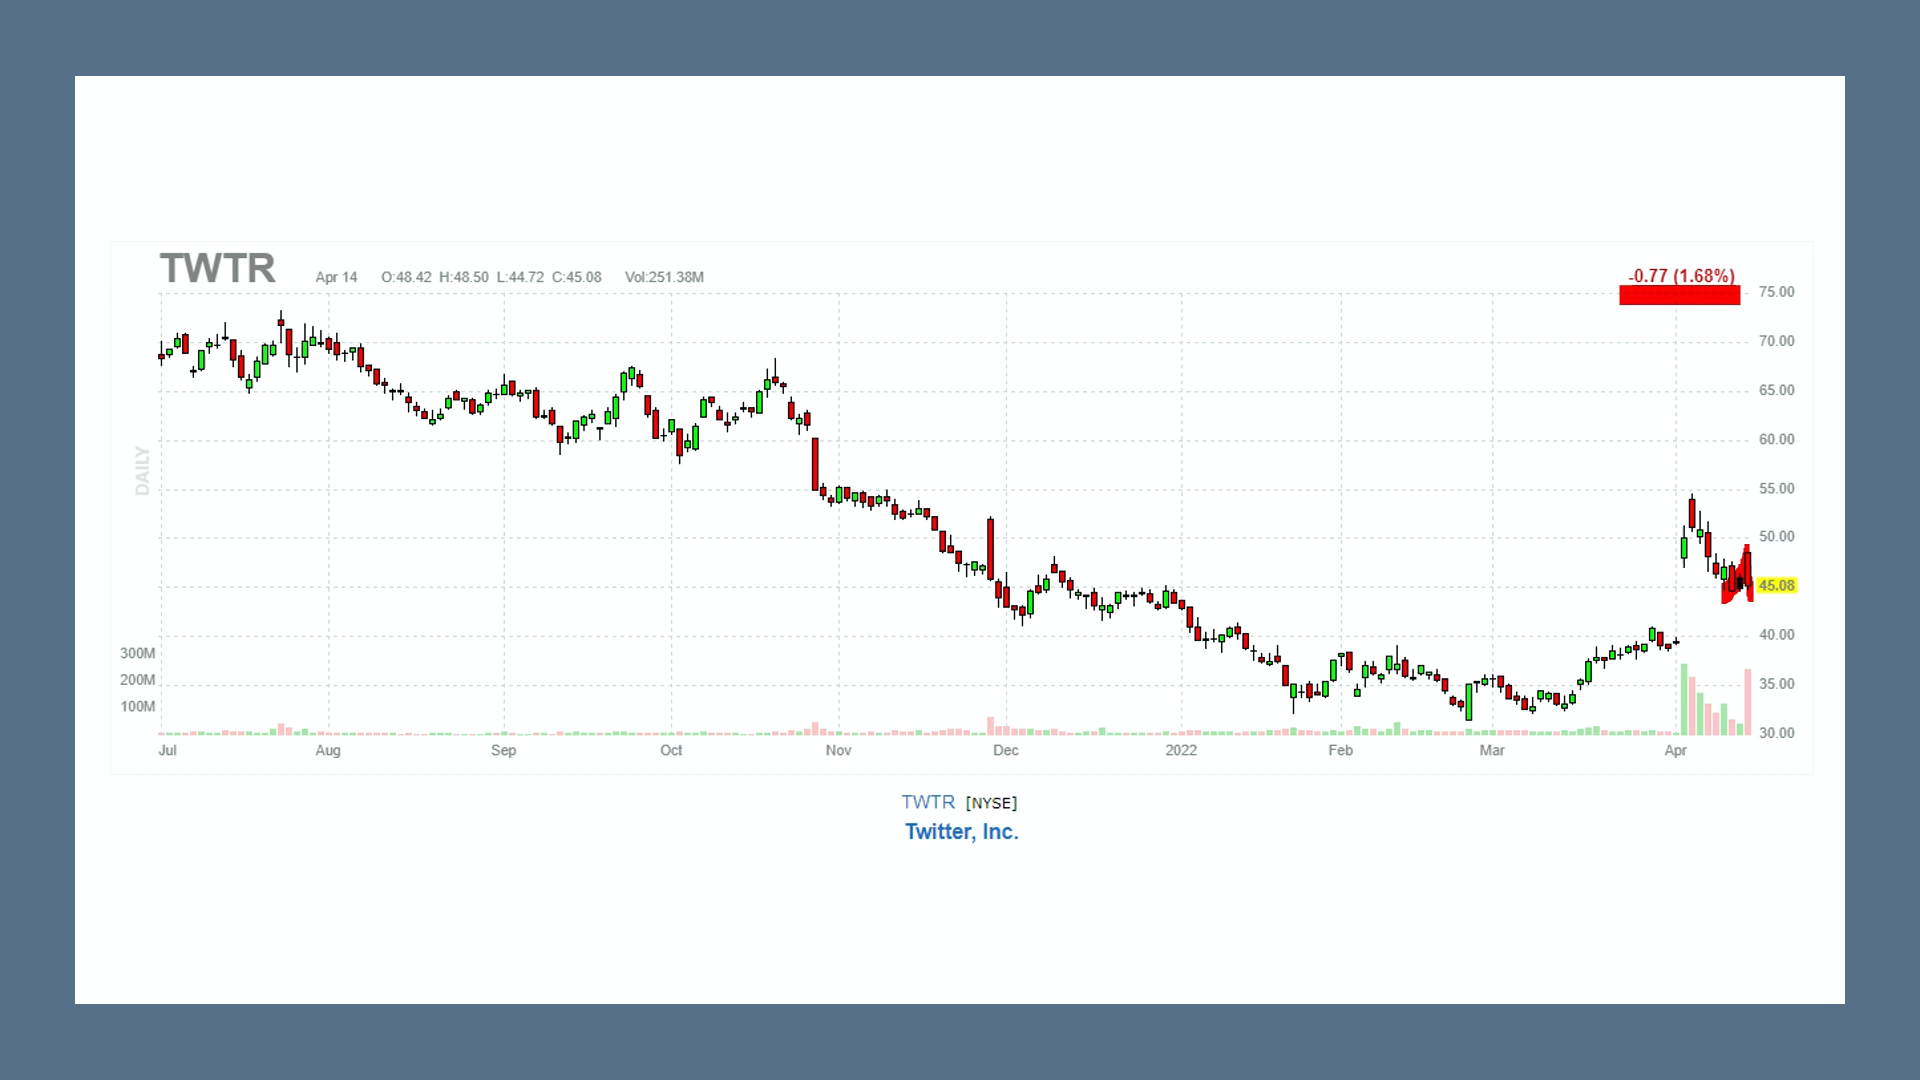 TWTR Apr 14 O:48.42 H:48.50 L:44.72 C:45.08 Vol:251.38M -0.77 (1.68%)
75.00
70.00
65.00
60.00
DAILY
55.00
50.00
45.08
40.00
300M
200M
35.00
100M
30.00
Jul Aug Sep Oct Nov Dec 2022 Feb Mar Apr
TWTR [NYSE]
Twitter, Inc.